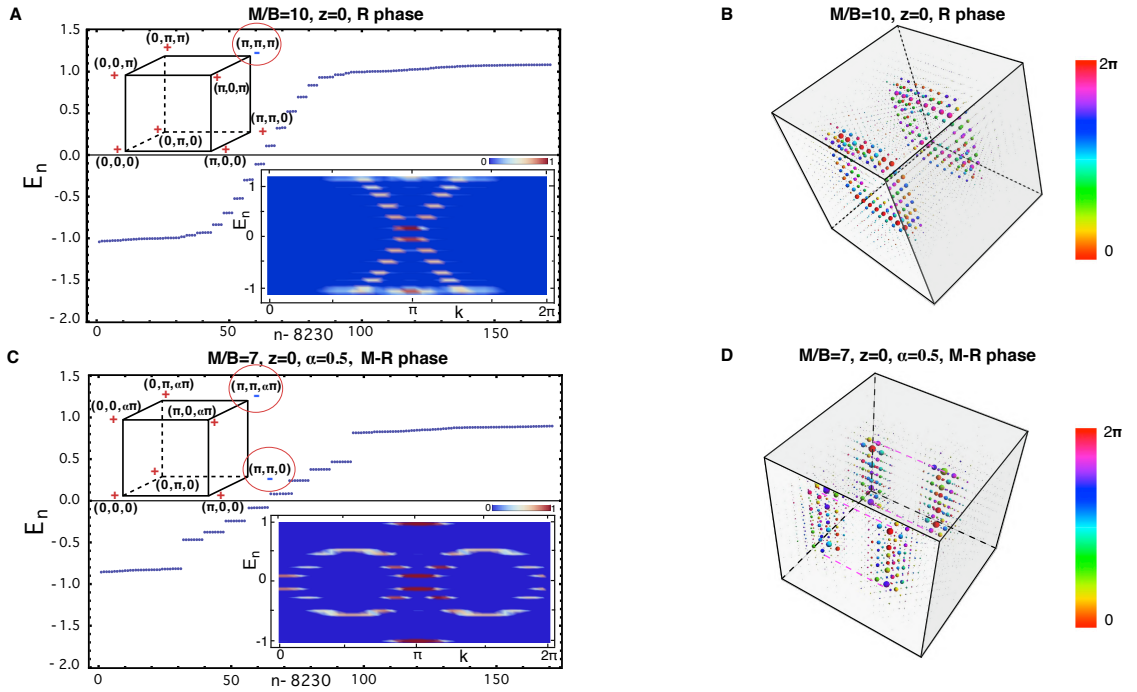 A
M/B=10, z=0, R phase
1.5
1.0
0.5
0.0
-0.5
-1.0
-1.5
-2.0
E_n
(0,π,π)
(π,π,π)
(0,0,π)
(π,0,π)
(π,π,0)
(0,π,0)
(0,0,0)
(π,0,0)
+
+
-
+
+
+
+
+
0 1
E_n
1
0
-1
0 π k 2π
0 50 100 150
n- 8230
B
M/B=10, z=0, R phase
2π
0
C
M/B=7, z=0, α=0.5, M-R phase
1.5
1.0
0.5
0.0
-0.5
-1.0
-1.5
-2.0
E_n
(0,π,απ)
(π,π,απ)
(0,0,απ)
(π,0,απ)
(π,π,0)
(0,π,0)
(0,0,0)
(π,0,0)
+
-
+
+
+
-
+
+
0 1
E_n
1
0
-1
0 π k 2π
0 50 100 150
n- 8230
D
M/B=7, z=0, α=0.5, M-R phase
2π
0